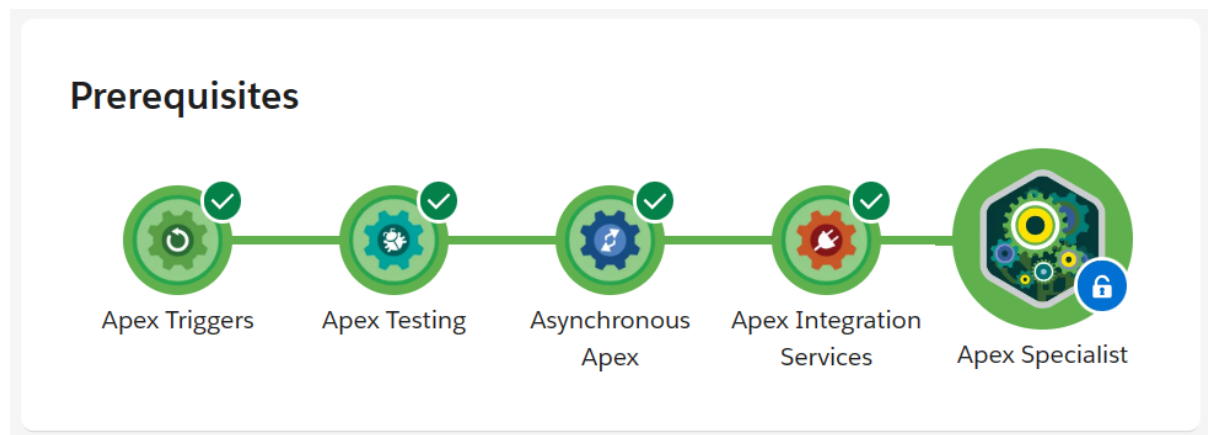 Prerequisites
Apex Triggers
Apex Testing
Asynchronous
Apex
Apex Integration
Services
Apex Specialist